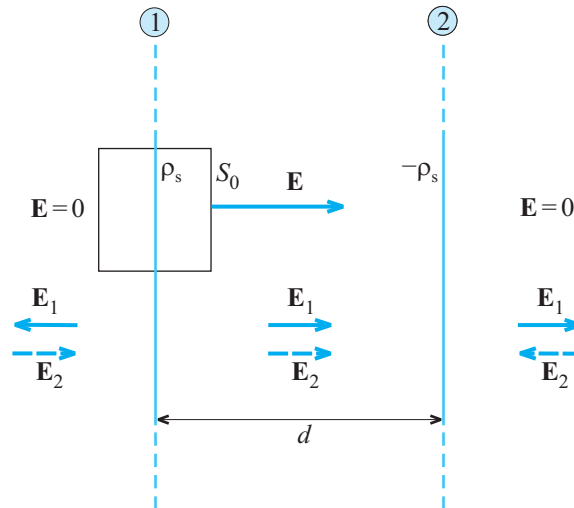 1 2
ρs S0 −ρs
E = 0 E E = 0
E1 E1 E1
E2 E2 E2
d